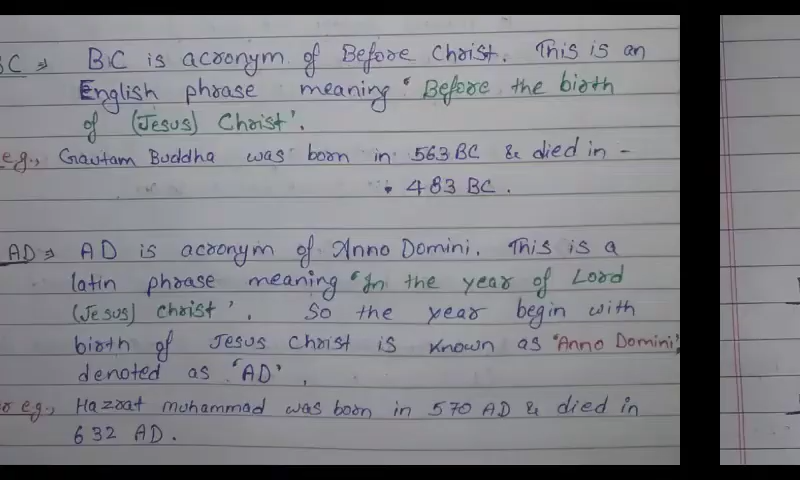 BC ⇒ BC is acronym of Before Christ. This is an
English phrase meaning 'Before the birth
of (Jesus) Christ'.
e.g., Gautam Buddha was born in 563 BC & died in -
483 BC.
AD ⇒ AD is acronym of Anno Domini. This is a
latin phrase meaning 'In the year of Lord
(Jesus) Christ'. So the year begin with
birth of Jesus Christ is known as 'Anno Domini',
denoted as 'AD'.
or eg., Hazrat muhammad was born in 570 AD & died in
632 AD.